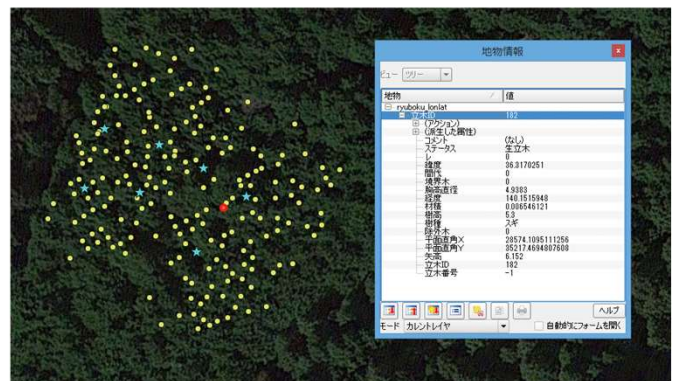 地物情報
ビュー ツリー
地物 値
ryuboku_lonlat
立木ID 182
(アクション)
(派生した属性)
コメント (なし)
ステータス 生立木
レ 0
緯度 36.3170251
間伐 0
境界木 0
胸高直径 4.9383
経度 140.1515948
材積 0.006546121
樹高 5.3
樹種 スギ
除外木 0
平面直角X 28574.1095111256
平面直角Y 35217.4694887608
矢高 6.152
立木ID 182
立木番号 -1
ヘルプ
モード カレントレイヤ 自動的にフォームを開く